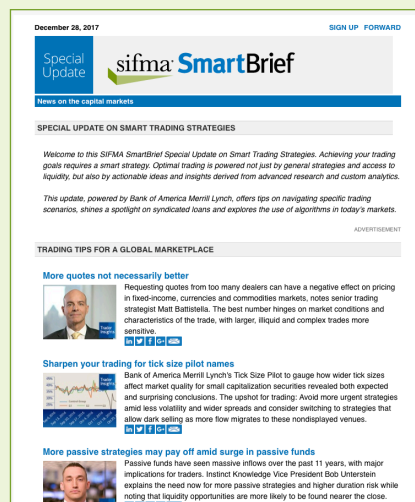 December 28, 2017
SIGN UP FORWARD
Special
Update
sifma SmartBrief
News on the capital markets
SPECIAL UPDATE ON SMART TRADING STRATEGIES
Welcome to this SIFMA SmartBrief Special Update on Smart Trading Strategies. Achieving your trading
goals requires a smart strategy. Optimal trading is powered not just by general strategies and access to
liquidity, but also by actionable ideas and insights derived from advanced research and custom analytics.
This update, powered by Bank of America Merrill Lynch, offers tips on navigating specific trading
scenarios, shines a spotlight on syndicated loans and explores the use of algorithms in today's markets.
ADVERTISEMENT
TRADING TIPS FOR A GLOBAL MARKETPLACE
More quotes not necessarily better
Requesting quotes from too many dealers can have a negative effect on pricing
in fixed-income, currencies and commodities markets, notes senior trading
strategist Matt Battistella. The best number hinges on market conditions and
characteristics of the trade, with larger, illiquid and complex trades more
sensitive.
Trader
Insights
Sharpen your trading for tick size pilot names
Bank of America Merrill Lynch's Tick Size Pilot to gauge how wider tick sizes
affect market quality for small capitalization securities revealed both expected
and surprising conclusions. The upshot for trading: Avoid more urgent strategies
amid less volatility and wider spreads and consider switching to strategies that
allow dark selling as more flow migrates to these nondisplayed venues.
Trader
Insights
More passive strategies may pay off amid surge in passive funds
Passive funds have seen massive inflows over the past 11 years, with major
implications for traders. Instinct Knowledge Vice President Bob Unterstein
explains the need now for more passive strategies and higher duration risk while
noting that liquidity opportunities are more likely to be found nearer the close.
Trader
Insights